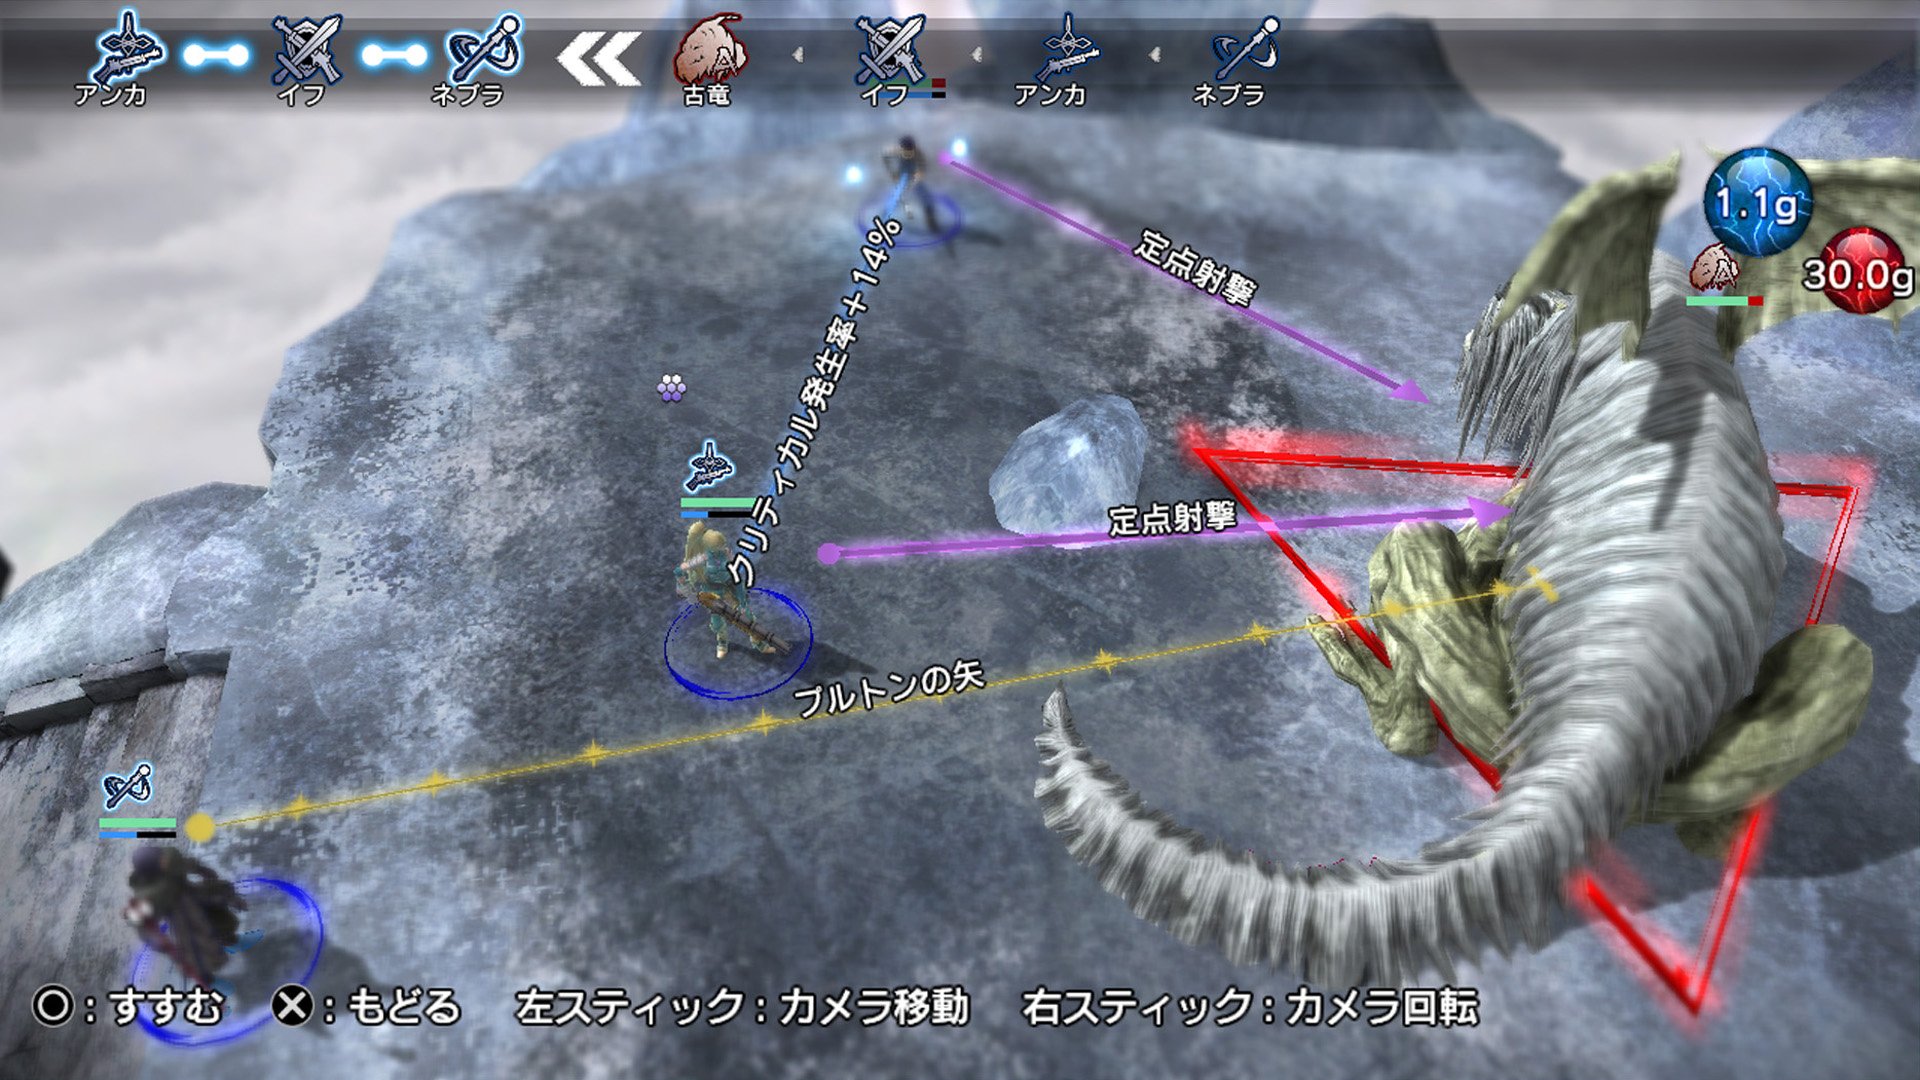 アンカ イフ ネブラ 古竜 イフ アンカ ネブラ
1.1g
30.0g
定点射撃
クリティカル発生率+14%
定点射撃
ブルトンの矢
○:すすむ ×:もどる 左スティック:カメラ移動 右スティック:カメラ回転